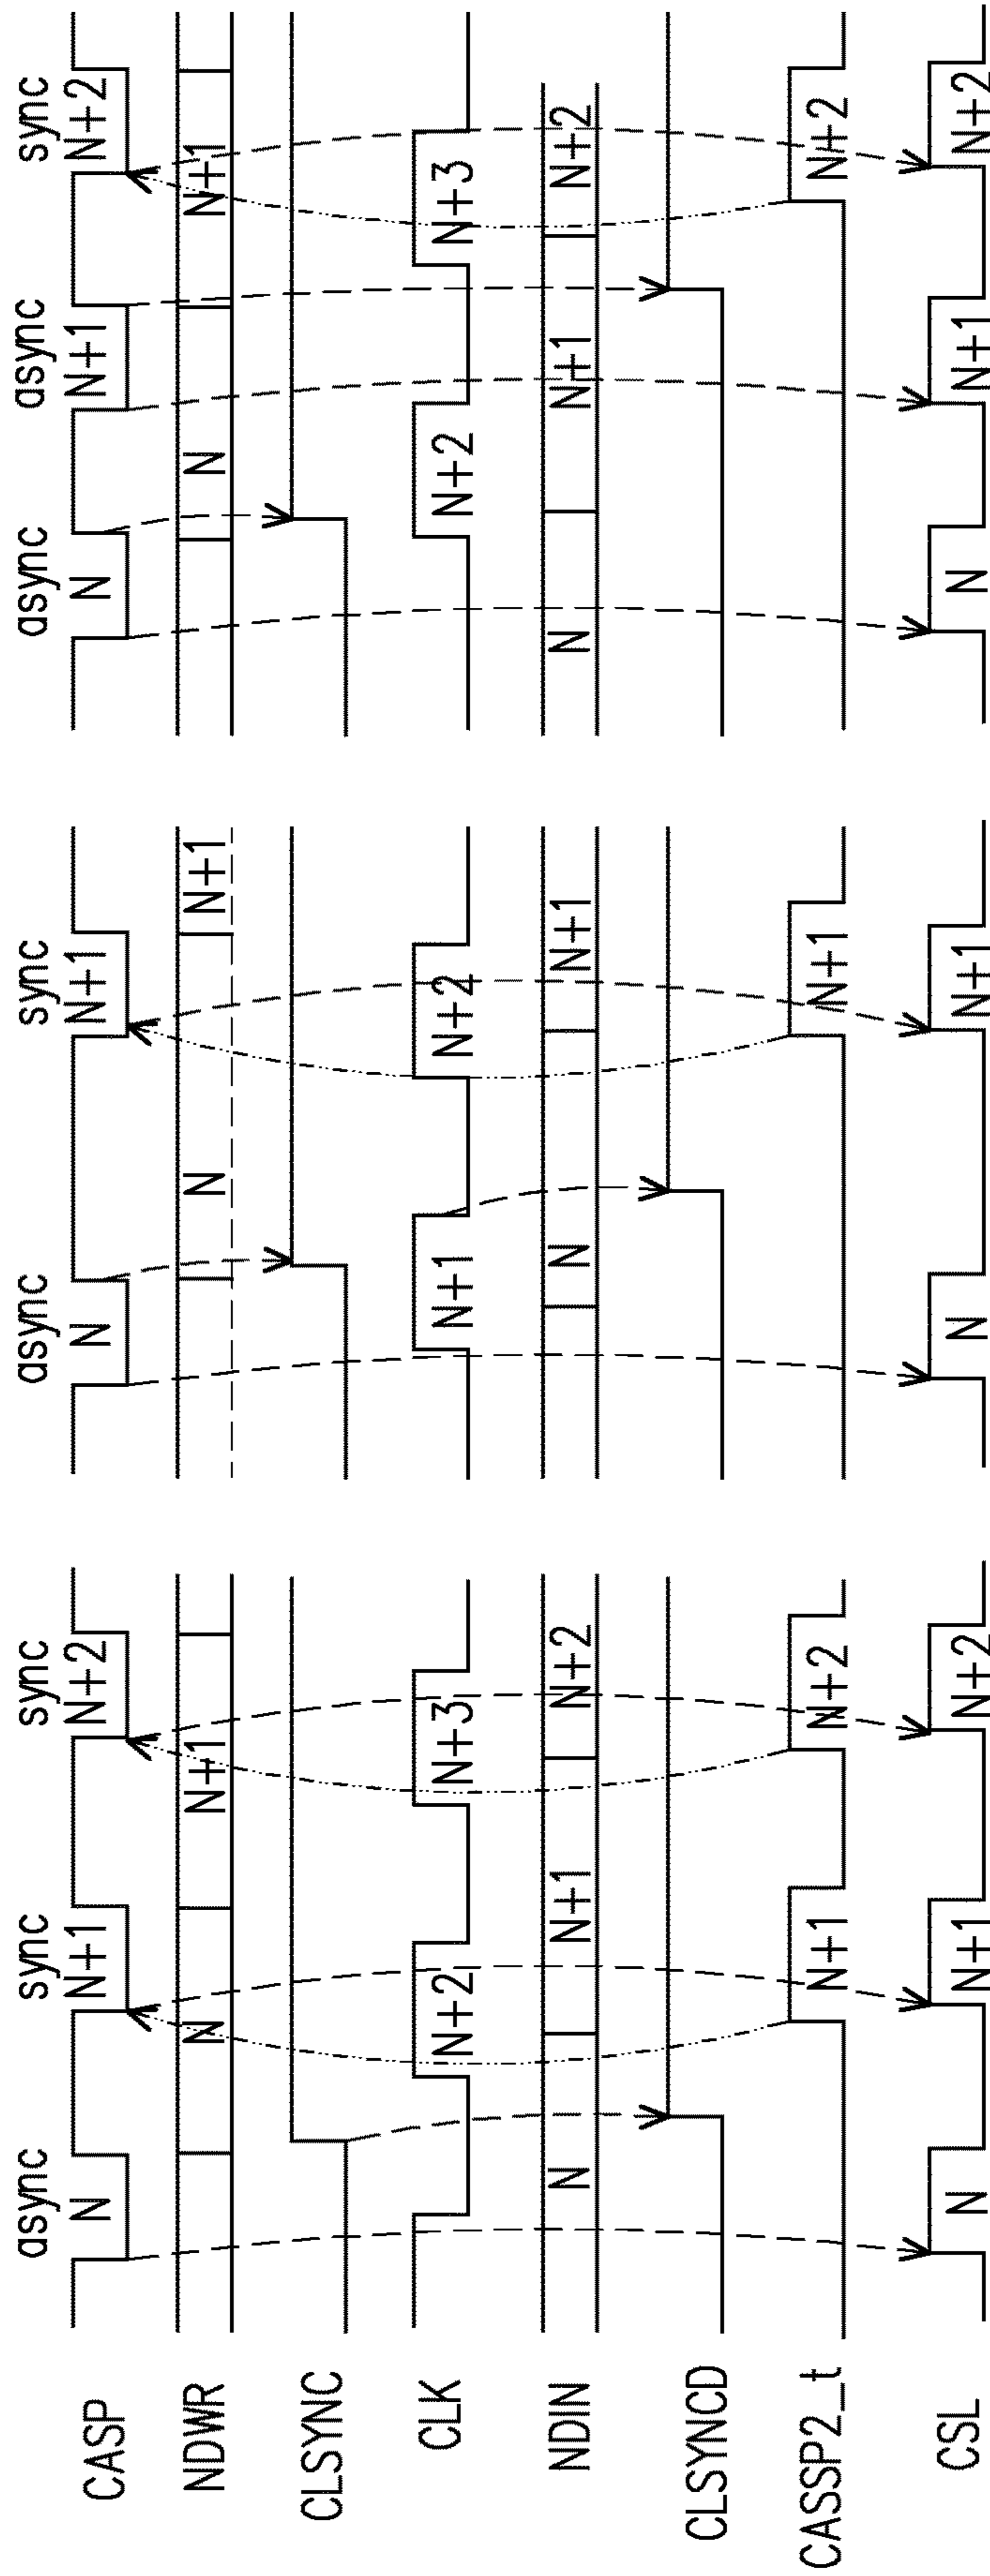 async sync sync async sync async async sync
CASP N N+1 N+2 N N+1 N N+1 N+2
NDWR N N+1 N N+1 N N+1
CLSYNC
CLK N+2 N+3 N+1 N+2 N+2 N+3
NDIN N N+1 N+2 N N+1 N N+1 N+2
CLSYNCD
CASSP2_t N+1 N+2 N+1 N+2
CSL N N+1 N+2 N N+1 N N+1 N+2